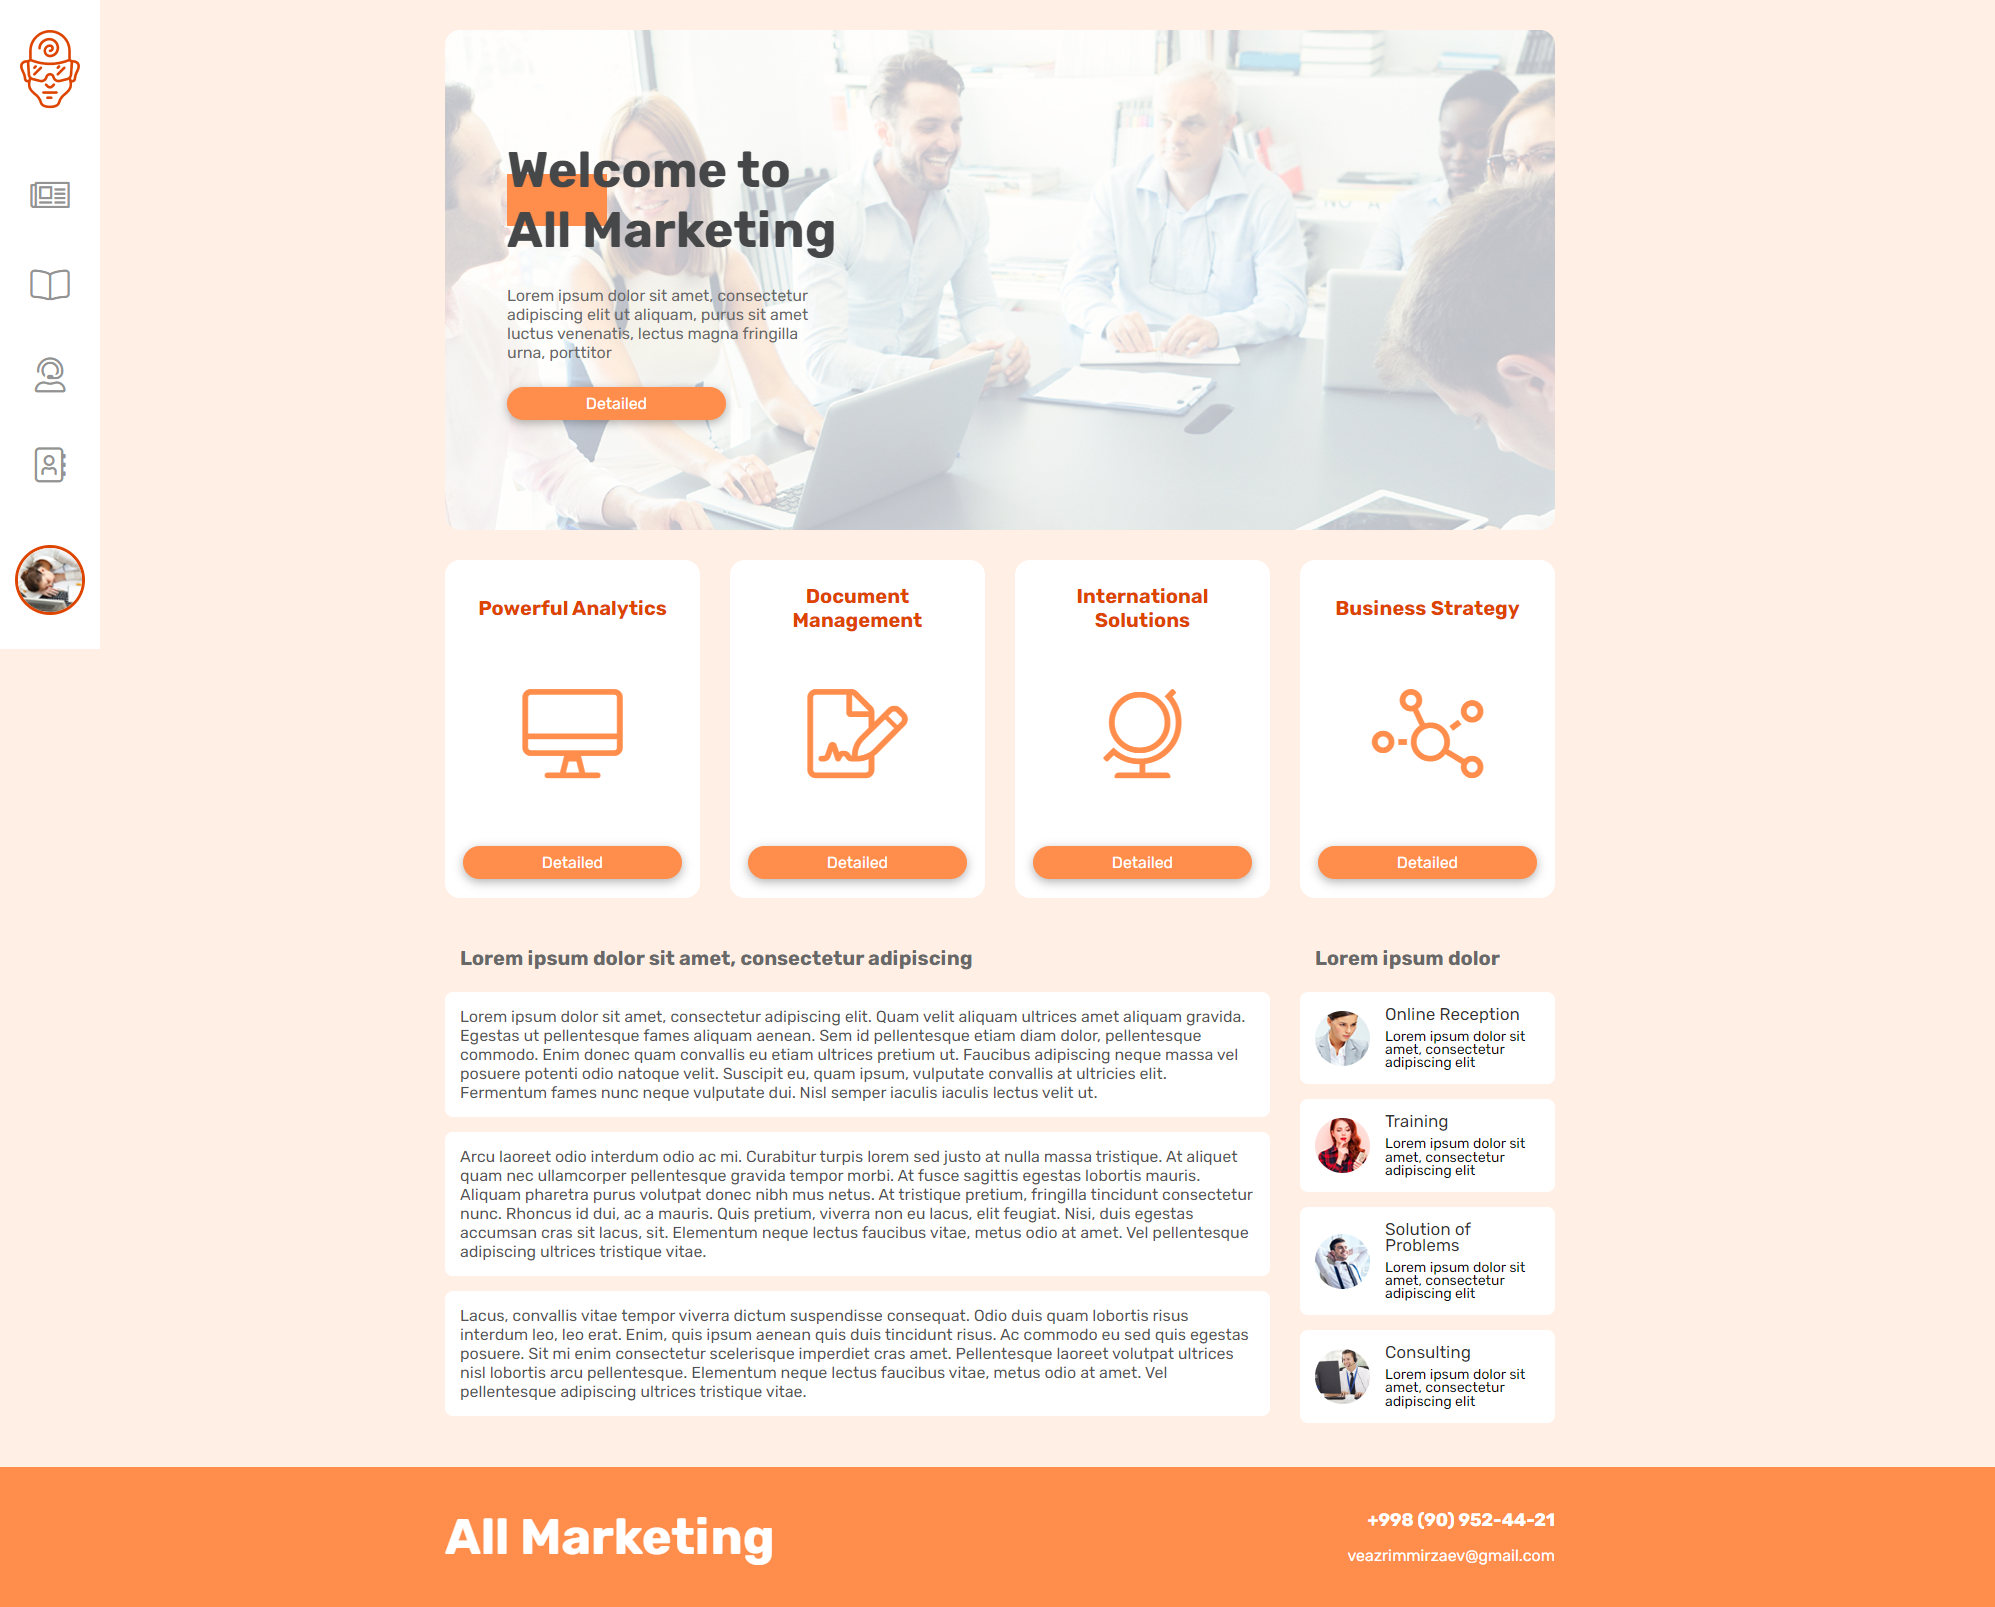 Welcome to
All Marketing
Lorem ipsum dolor sit amet, consectetur
adipiscing elit ut aliquam, purus sit amet
luctus venenatis, lectus magna fringilla
urna, porttitor
Detailed
Powerful Analytics
Detailed
Document
Management
Detailed
International
Solutions
Detailed
Business Strategy
Detailed
Lorem ipsum dolor sit amet, consectetur adipiscing
Lorem ipsum dolor sit amet, consectetur adipiscing elit. Quam velit aliquam ultrices amet aliquam gravida.
Egestas ut pellentesque fames aliquam aenean. Sem id pellentesque etiam diam dolor, pellentesque
commodo. Enim donec quam convallis eu etiam ultrices pretium ut. Faucibus adipiscing neque massa vel
posuere potenti odio natoque velit. Suscipit eu, quam ipsum, vulputate convallis at ultricies elit.
Fermentum fames nunc neque vulputate dui. Nisl semper iaculis iaculis lectus velit ut.
Arcu laoreet odio interdum odio ac mi. Curabitur turpis lorem sed justo at nulla massa tristique. At aliquet
quam nec ullamcorper pellentesque gravida tempor morbi. At fusce sagittis egestas lobortis mauris.
Aliquam pharetra purus volutpat donec nibh mus netus. At tristique pretium, fringilla tincidunt consectetur
nunc. Rhoncus id dui, ac a mauris. Quis pretium, viverra non eu lacus, elit feugiat. Nisi, duis egestas
accumsan cras sit lacus, sit. Elementum neque lectus faucibus vitae, metus odio at amet. Vel pellentesque
adipiscing ultrices tristique vitae.
Lacus, convallis vitae tempor viverra dictum suspendisse consequat. Odio duis quam lobortis risus
interdum leo, leo erat. Enim, quis ipsum aenean quis duis tincidunt risus. Ac commodo eu sed quis egestas
posuere. Sit mi enim consectetur scelerisque imperdiet cras amet. Pellentesque laoreet volutpat ultrices
nisl lobortis arcu pellentesque. Elementum neque lectus faucibus vitae, metus odio at amet. Vel
pellentesque adipiscing ultrices tristique vitae.
Lorem ipsum dolor
Online Reception
Lorem ipsum dolor sit
amet, consectetur
adipiscing elit
Training
Lorem ipsum dolor sit
amet, consectetur
adipiscing elit
Solution of
Problems
Lorem ipsum dolor sit
amet, consectetur
adipiscing elit
Consulting
Lorem ipsum dolor sit
amet, consectetur
adipiscing elit
All Marketing
+998 (90) 952-44-21
veazrimmirzaev@gmail.com